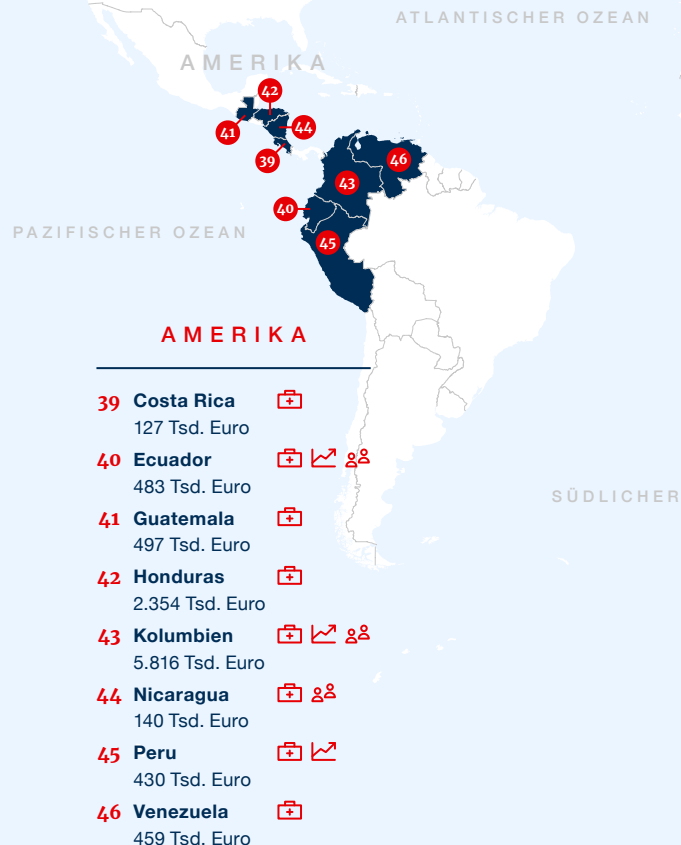 ATLANTISCHER OZEAN
AMERIKA
42
41
44
39
46
43
40
PAZIFISCHER OZEAN
45
AMERIKA
39 Costa Rica
127 Tsd. Euro
40 Ecuador
483 Tsd. Euro
SÜDLICHER
41 Guatemala
497 Tsd. Euro
42 Honduras
2.354 Tsd. Euro
43 Kolumbien
5.816 Tsd. Euro
44 Nicaragua
140 Tsd. Euro
45 Peru
430 Tsd. Euro
46 Venezuela
459 Tsd. Euro